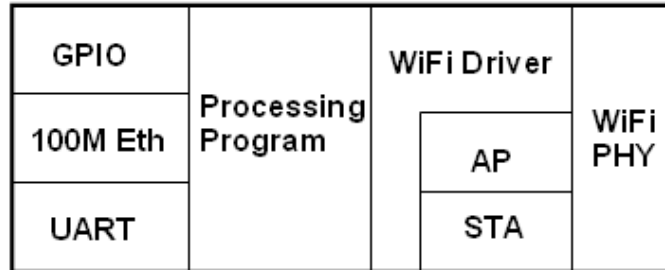 GPIO
100M Eth
UART
Processing
Program
WiFi Driver
AP
STA
WiFi
PHY